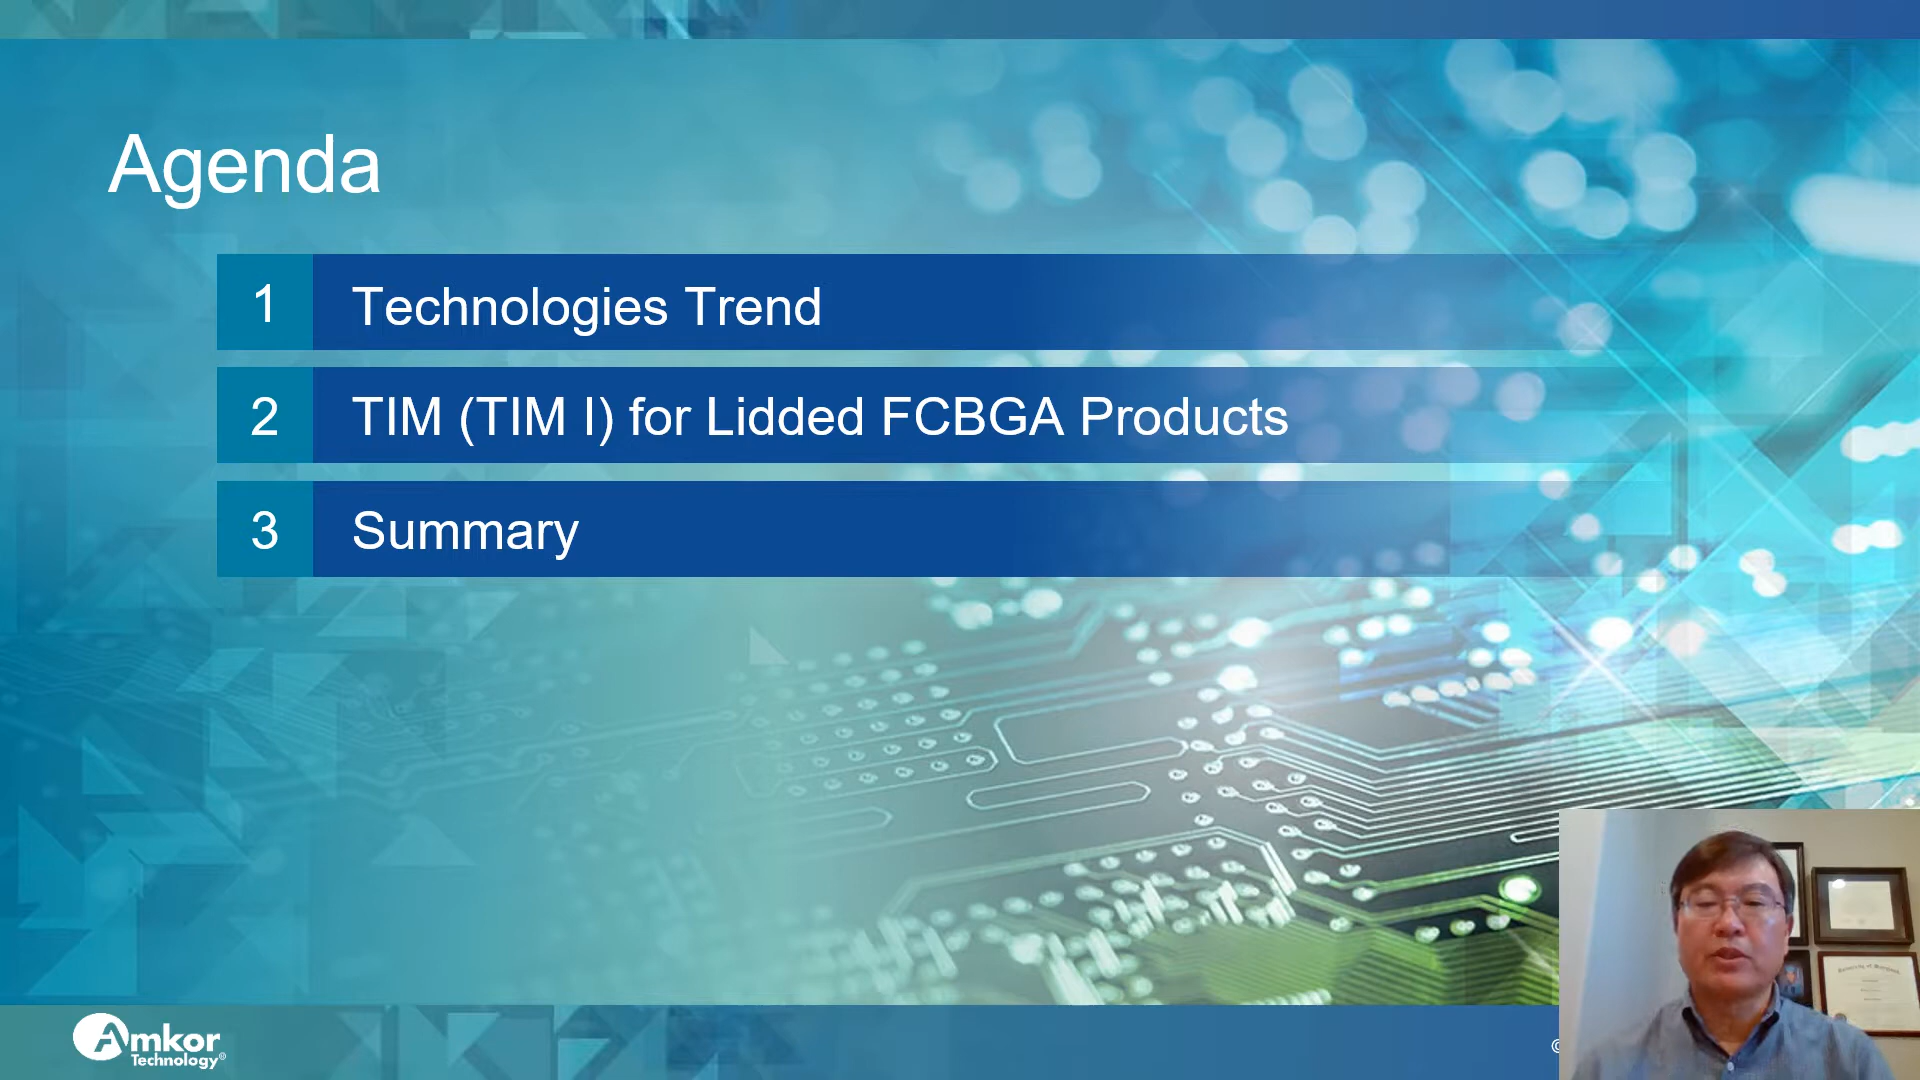 Agenda
1 Technologies Trend
2 TIM (TIM I) for Lidded FCBGA Products
3 Summary
Amkor
Technology®
©